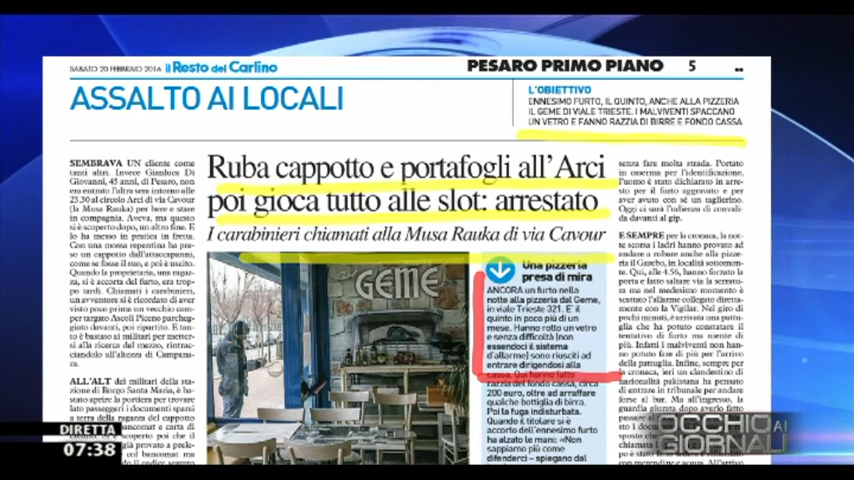 SABATO 20 FEBBRAIO 2016 il Resto del Carlino
PESARO PRIMO PIANO 5 ••
ASSALTO AI LOCALI
L'OBIETTIVO
ENNESIMO FURTO, IL QUINTO, ANCHE ALLA PIZZERIA
IL GEME DI VIALE TRIESTE. I MALVIVENTI SPACCANO
UN VETRO E FANNO RAZZIA DI BIRRE E FONDO CASSA
Ruba cappotto e portafogli all'Arci
poi gioca tutto alle slot: arrestato
I carabinieri chiamati alla Musa Rauka di via Cavour
SEMBRAVA UN cliente come
tanti altri. Invece Gianluca Di
Giovanni, 45 anni, di Pesaro, non
era entrato l'altra sera intorno alle
23.30 al circolo Arci di via Cavour
(la Musa Rauka) per bere e stare
in compagnia. Aveva, ma questo
si è scoperto dopo, un altro fine. E
lo ha messo in pratica in fretta.
Con una mossa repentina ha pre-
so un cappotto dall'attaccapanni,
come se fosse il suo, e poi è uscito.
Quando la proprietaria, una ragaz-
za, si è accorta del furto, era trop-
po tardi. Chiamati i carabinieri,
un avventore si è ricordato di aver
visto poco prima un vecchio cam-
per targato Ascoli Piceno parcheg-
giato davanti, poi ripartito. E tan-
to è bastato ai militari per metter-
si alla ricerca del mezzo, rintrac-
ciandolo all'altezza di Campana-
ra.
ALL'ALT dei militari della sta-
zione di Borgo Santa Maria, è ba-
stato aprire la portiera per trovare
lato passeggeri i documenti sparsi
a terra della ragazza del cappotto
bancomat e carta di
si è scoperto poi che il
già provato a prele-
col bancomat ma
GEME
Una pizzeria
presa di mira
ANCORA un furto nella
notte alla pizzeria dal Geme,
in viale Trieste 321. E' il
quinto in poco più di un
mese. Hanno rotto un vetro
e senza difficoltà (non
essendoci il sistema
d'allarme) sono riusciti ad
entrare dirigendosi alla
cassa. Qui hanno fatto
razzia del fondo cassa, circa
200 euro, oltre ad arraffare
qualche bottiglia di birra.
Poi la fuga indisturbata.
Quando il titolare si è
accorto dell'ennesimo furto
ha alzato le mani: «Non
sappiamo più come
difenderci – spiegano dal
senza fare molta strada. Portato
in caserma per l'identificazione,
l'uomo è stato dichiarato in arre-
sto per il furto aggravato e per
aver avuto con sé un taglierino.
Oggi ci sarà l'udienza di convali-
da davanti al gip.
E SEMPRE per la cronaca, la not-
te scorsa i ladri hanno provato ad
andare a rubare anche alla pizze-
ria il Gazebo, in località sottomon-
te. Qui, alle 4.56, hanno forzato la
porta e fatto saltare via la serratu-
ra ma nel medesimo momento è
scattato l'allarme collegato diretta-
mente con la Vigilar. Nel giro di
pochi minuti, è arrivata una pattu-
glia che ha potuto constatare il
tentativo di furto ma niente di
più. Infatti i malviventi non han-
no potuto fare di più per l'arrivo
della pattuglia. Infine, sempre per
la cronaca, ieri un clandestino di
nazionalità pakistana ha pensato
di entrare in tribunale per andare
forse al bar. Ma all'ingresso, la
guardia giurata dopo averlo fatto
DIRETTA
07:38
OCCHIO AI
GIORNALI